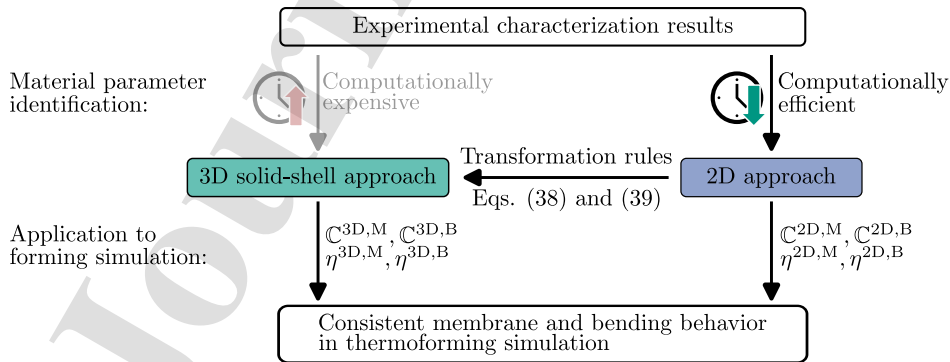 Experimental characterization results
Material parameter
identification:
Computationally
expensive
Computationally
efficient
3D solid-shell approach
Transformation rules
Eqs. (38) and (39)
2D approach
Application to
forming simulation:
ℂ^3D,M, ℂ^3D,B
η^3D,M, η^3D,B
ℂ^2D,M, ℂ^2D,B
η^2D,M, η^2D,B
Consistent membrane and bending behavior
in thermoforming simulation
Journ